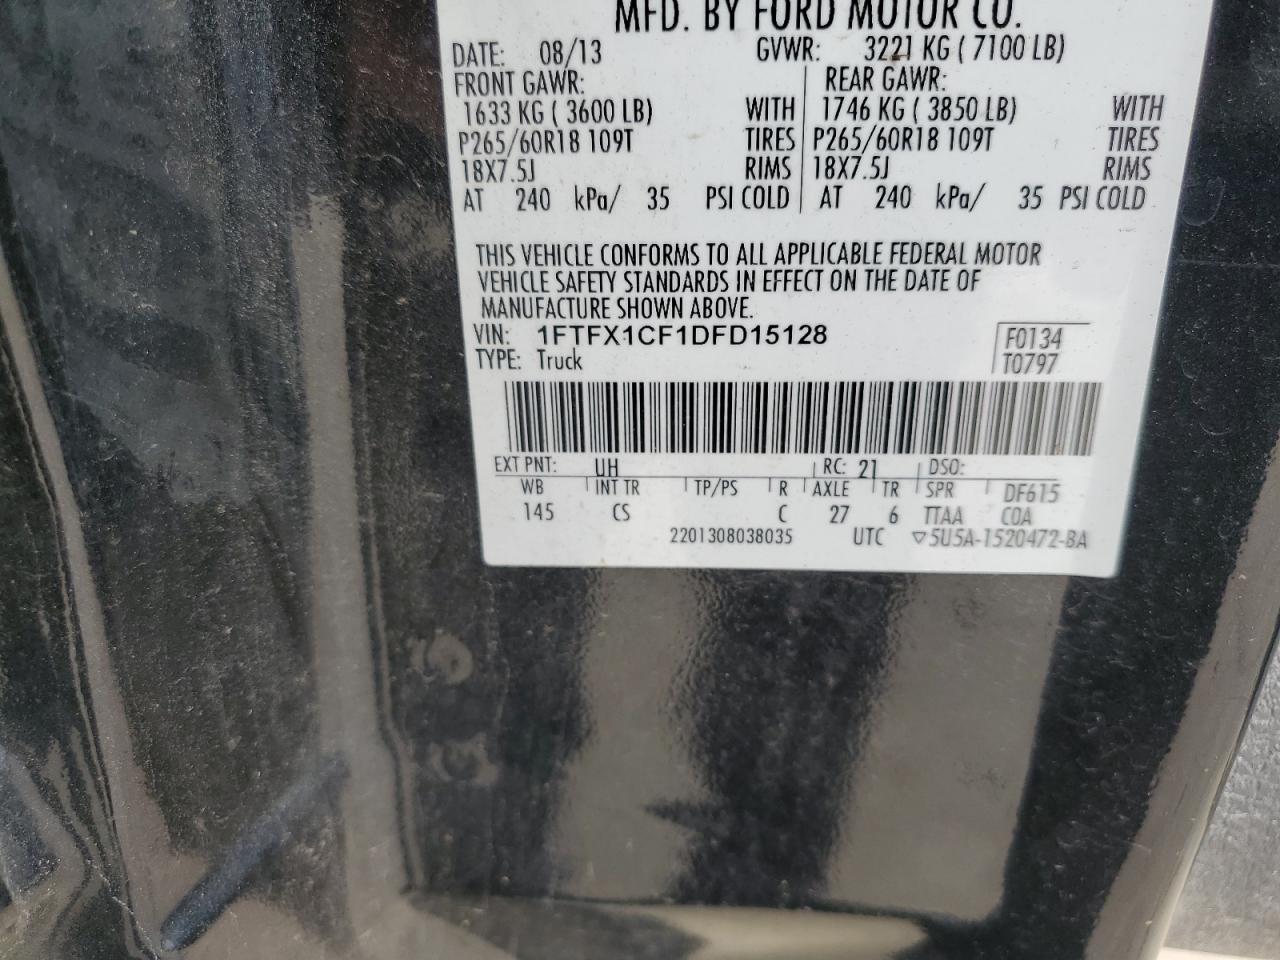 MFD. BY FORD MOTOR CO.
DATE: 08/13 GVWR: 3221 KG ( 7100 LB)
FRONT GAWR: REAR GAWR:
1633 KG ( 3600 LB) WITH 1746 KG ( 3850 LB) WITH
P265/60R18 109T TIRES P265/60R18 109T TIRES
18X7.5J RIMS 18X7.5J RIMS
AT 240 kPa/ 35 PSI COLD AT 240 kPa/ 35 PSI COLD
THIS VEHICLE CONFORMS TO ALL APPLICABLE FEDERAL MOTOR
VEHICLE SAFETY STANDARDS IN EFFECT ON THE DATE OF
MANUFACTURE SHOWN ABOVE.
VIN: 1FTFX1CF1DFD15128 F0134
TYPE: Truck T0797
EXT PNT: UH RC: 21 DSO:
WB INT TR TP/PS R AXLE TR SPR DF615
145 CS C 27 6 TTAA COA
2201308038035 UTC ▽5U5A-1520472-BA